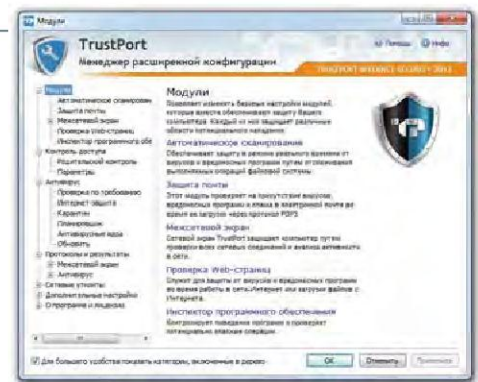 Модули
TrustPort
Менеджер расширенной конфигурации
Помощь
Инфо
TRUSTPORT INTERNET SECURITY 2013
Модули
Автоматическое сканирован
Защита почты
Межсетевой экран
Проверка Web-страниц
Инспектор программного обе
Контроль доступа
Родительский контроль
Параметры
Антивирус
Проверка по требованию
Интернет-защита
Карантин
Планировщик
Антивирусные ядра
Обновить
Протоколы и результаты
Межсетевой экран
Антивирус
Сетевые утилиты
Дополнительные настройки
О программе и лицензия
Модули
Позволяет изменять базовые настройки модулей,
которые вместе обеспечивают защиту Вашего
компьютера. Каждый из них защищает различные
области потенциального нападения.
Автоматическое сканирование
Обеспечивает защиту в режиме реального времени от
вирусов и вредоносных программ путем отслеживания
выполняемых операций файловой системы.
Защита почты
Этот модуль проверяет на присутствие вирусов,
вредоносных программ и спама в электронной почте во
время ее загрузки через протокол POP3.
Межсетевой экран
Сетевой экран TrustPort защищает компьютер путем
проверки всех сетевых соединений и анализа активности
в сети.
Проверка Web-страниц
Служит для защиты от вирусов и вредоносных программ
во время работы в сети Интернет или загрузки файлов с
Интернета.
Инспектор программного обеспечения
Контролирует поведение программ и проверяет
потенциально опасные операции.
Для большего удобства показать категории, включенные в дерево
OK
Отменить
Применить